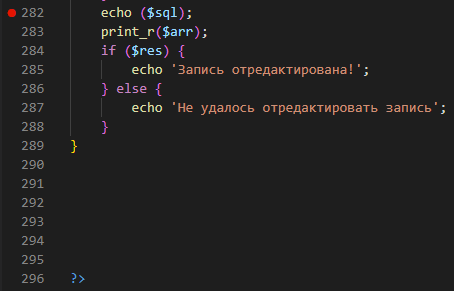 282 echo ($sql);
283 print_r($arr);
284 if ($res) {
285 echo 'Запись отредактирована!';
286 } else {
287 echo 'Не удалось отредактировать запись';
288 }
289 }
290
291
292
293
294
295
296 ?>